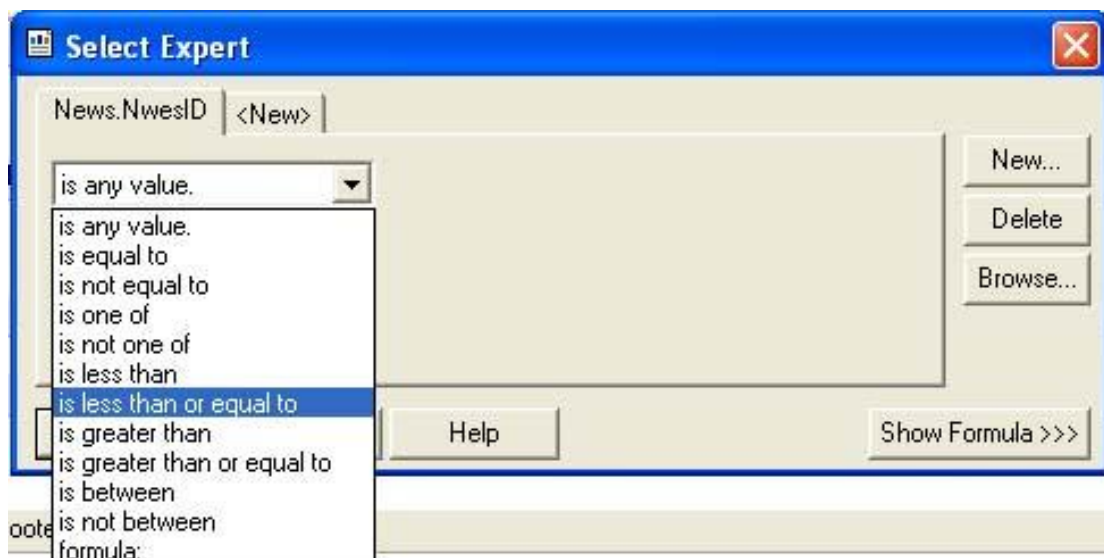 Select Expert
News.NwesID
<New>
is any value.
New...
is any value.
Delete
is equal to
is not equal to
Browse...
is one of
is not one of
is less than
is less than or equal to
Help
Show Formula >>>
is greater than
is greater than or equal to
is between
is not between
formula: